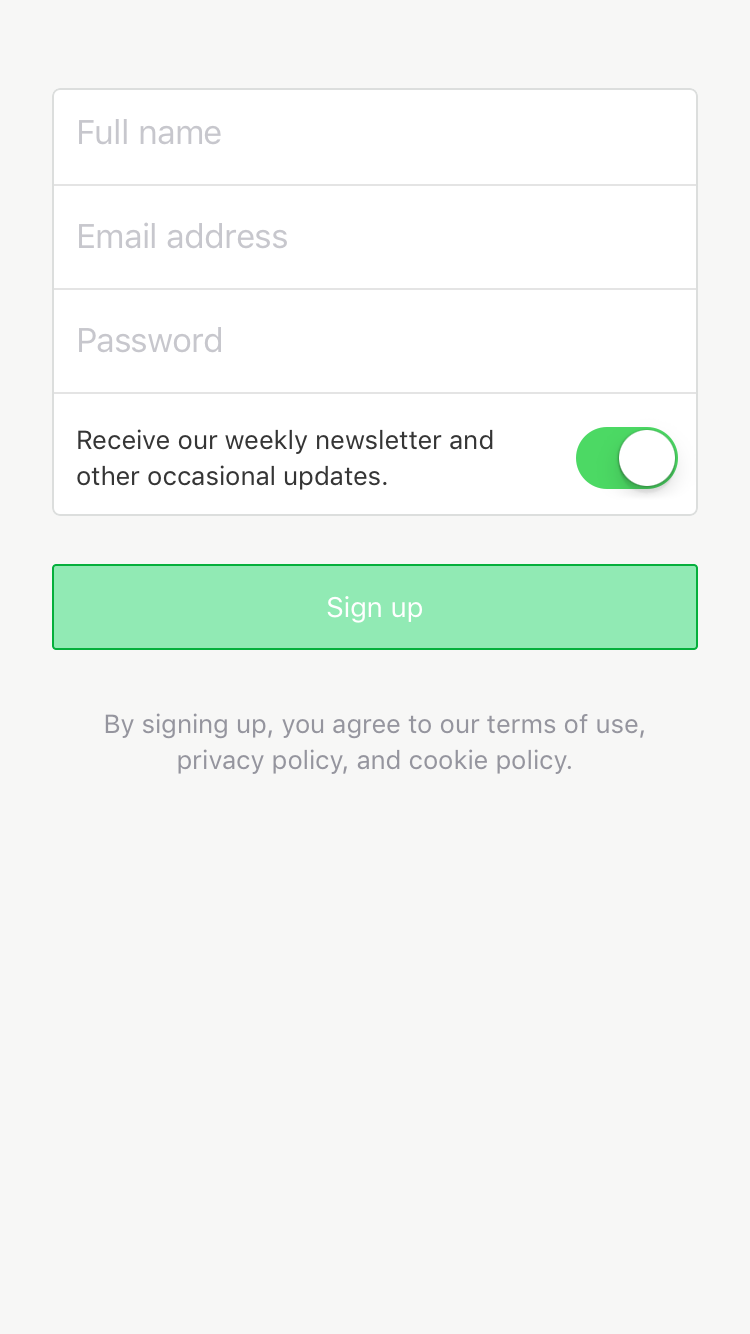 Full name
Email address
Password
Receive our weekly newsletter and
other occasional updates.
Sign up
By signing up, you agree to our terms of use,
privacy policy, and cookie policy.